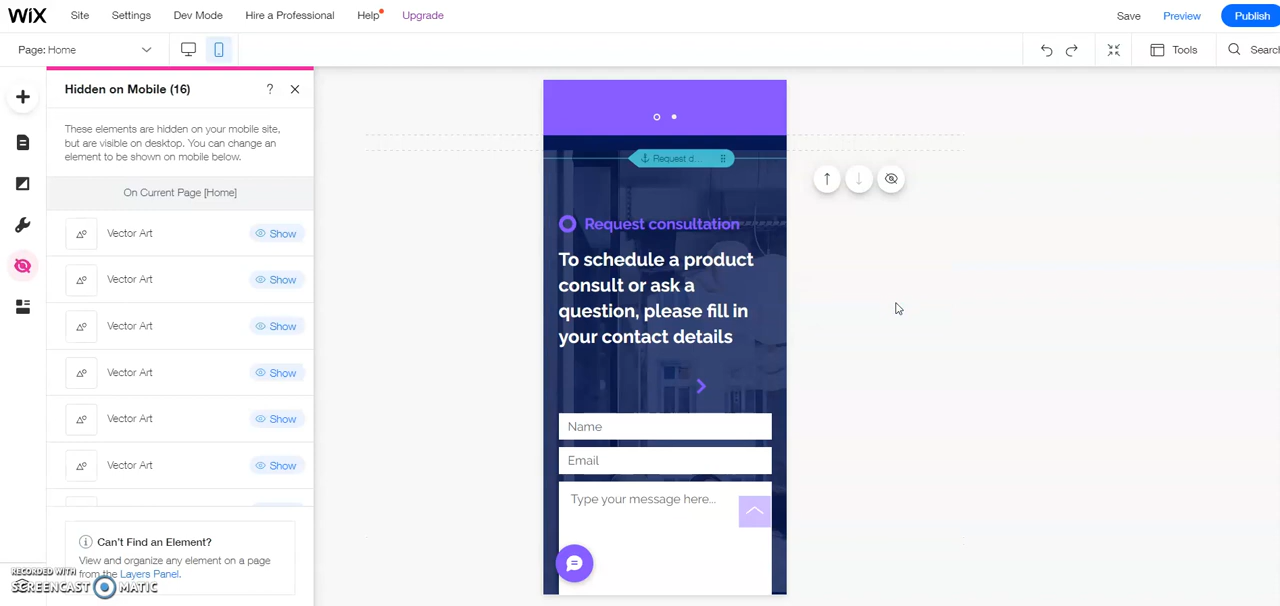 WiX Site Settings Dev Mode Hire a Professional Help Upgrade Save Preview Publish
Page: Home Tools Search
Hidden on Mobile (16) ?
These elements are hidden on your mobile site,
but are visible on desktop. You can change an
element to be shown on mobile below.
On Current Page [Home]
Vector Art Show
Vector Art Show
Vector Art Show
Vector Art Show
Vector Art Show
Vector Art Show
Can't Find an Element?
View and organize any element on a page
from the Layers Panel.
RECORDED WITH
SCREENCAST MATIC
Request d...
Request consultation
To schedule a product
consult or ask a
question, please fill in
your contact details
Name
Email
Type your message here...